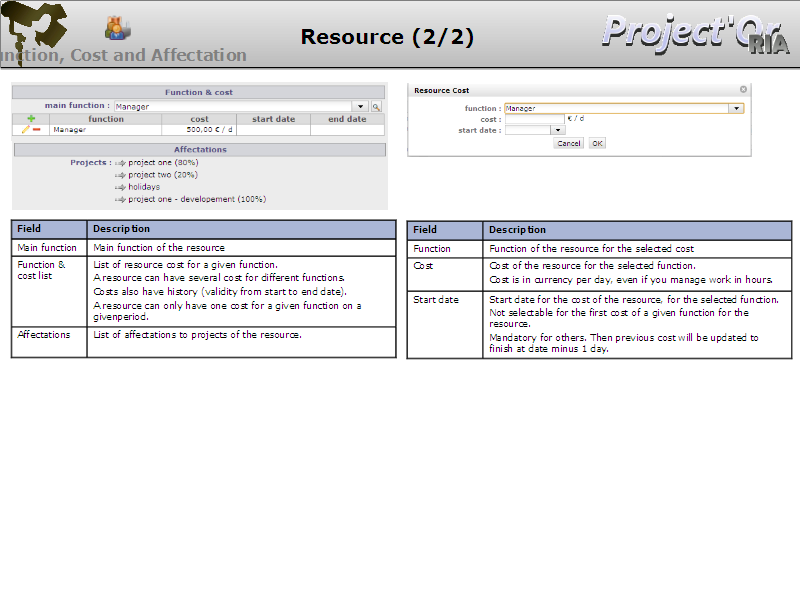 Resource (2/2)
Project'Or
RIA
nction, Cost and Affectation
Function & cost
main function : Manager
function cost start date end date
Manager 500,00 € / d
Affectations
Projects : project one (80%)
project two (20%)
holidays
project one - developement (100%)
Resource Cost
function : Manager
cost : € / d
start date :
Cancel OK
Field Description
Main function Main function of the resource
Function & List of resource cost for a given function.
cost list A resource can have several cost for different functions.
Costs also have history (validity from start to end date).
A resource can only have one cost for a given function on a
givenperiod.
Affectations List of affectations to projects of the resource.
Field Description
Function Function of the resource for the selected cost
Cost Cost of the resource for the selected function.
Cost is in currency per day, even if you manage work in hours.
Start date Start date for the cost of the resource, for the selected function.
Not selectable for the first cost of a given function for the
resource.
Mandatory for others. Then previous cost will be updated to
finish at date minus 1 day.